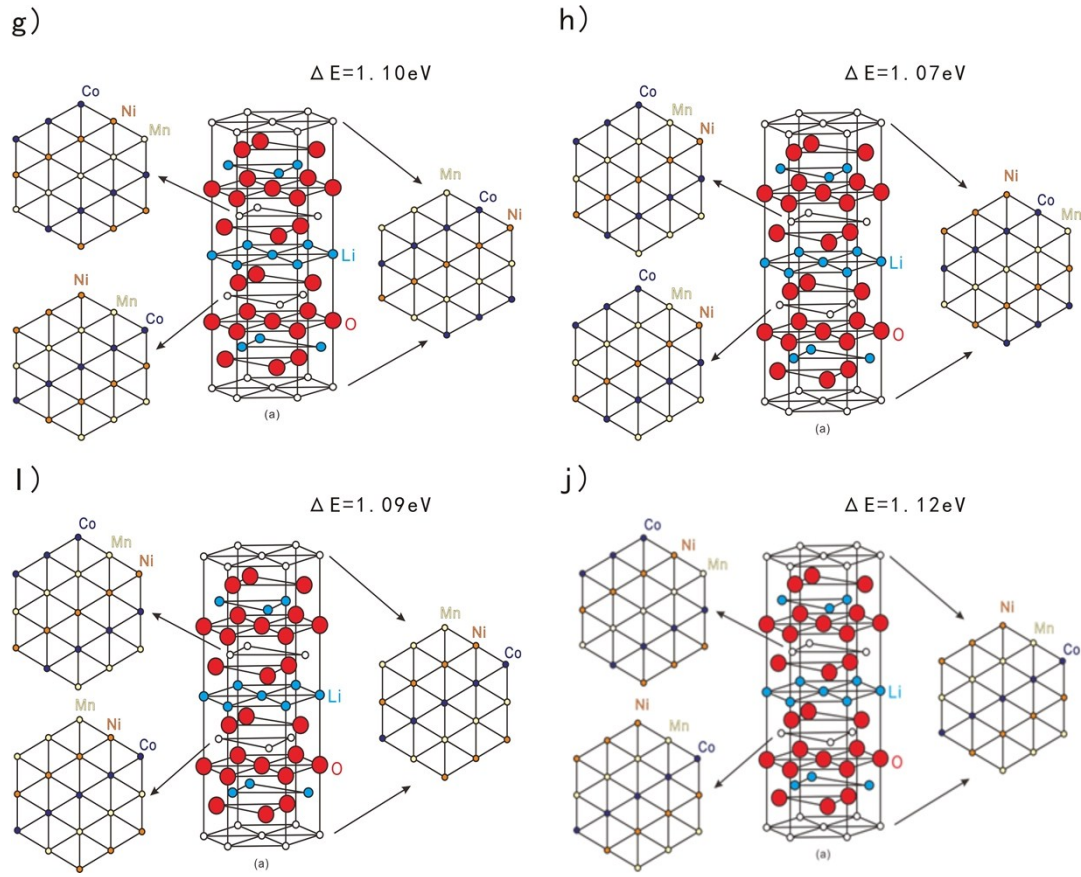 g)
ΔE=1.10eV
Co
Ni
Mn
Mn
Co
Ni
Li
Ni
Mn
Co
O
(a)
h)
ΔE=1.07eV
Co
Mn
Ni
Ni
Co
Mn
Li
Co
Mn
Ni
O
(a)
l)
ΔE=1.09eV
Co
Mn
Ni
Mn
Ni
Co
Li
Mn
Ni
Co
O
(a)
j)
ΔE=1.12eV
Co
Ni
Mn
Ni
Mn
Co
Li
Ni
Mn
Co
O
(a)